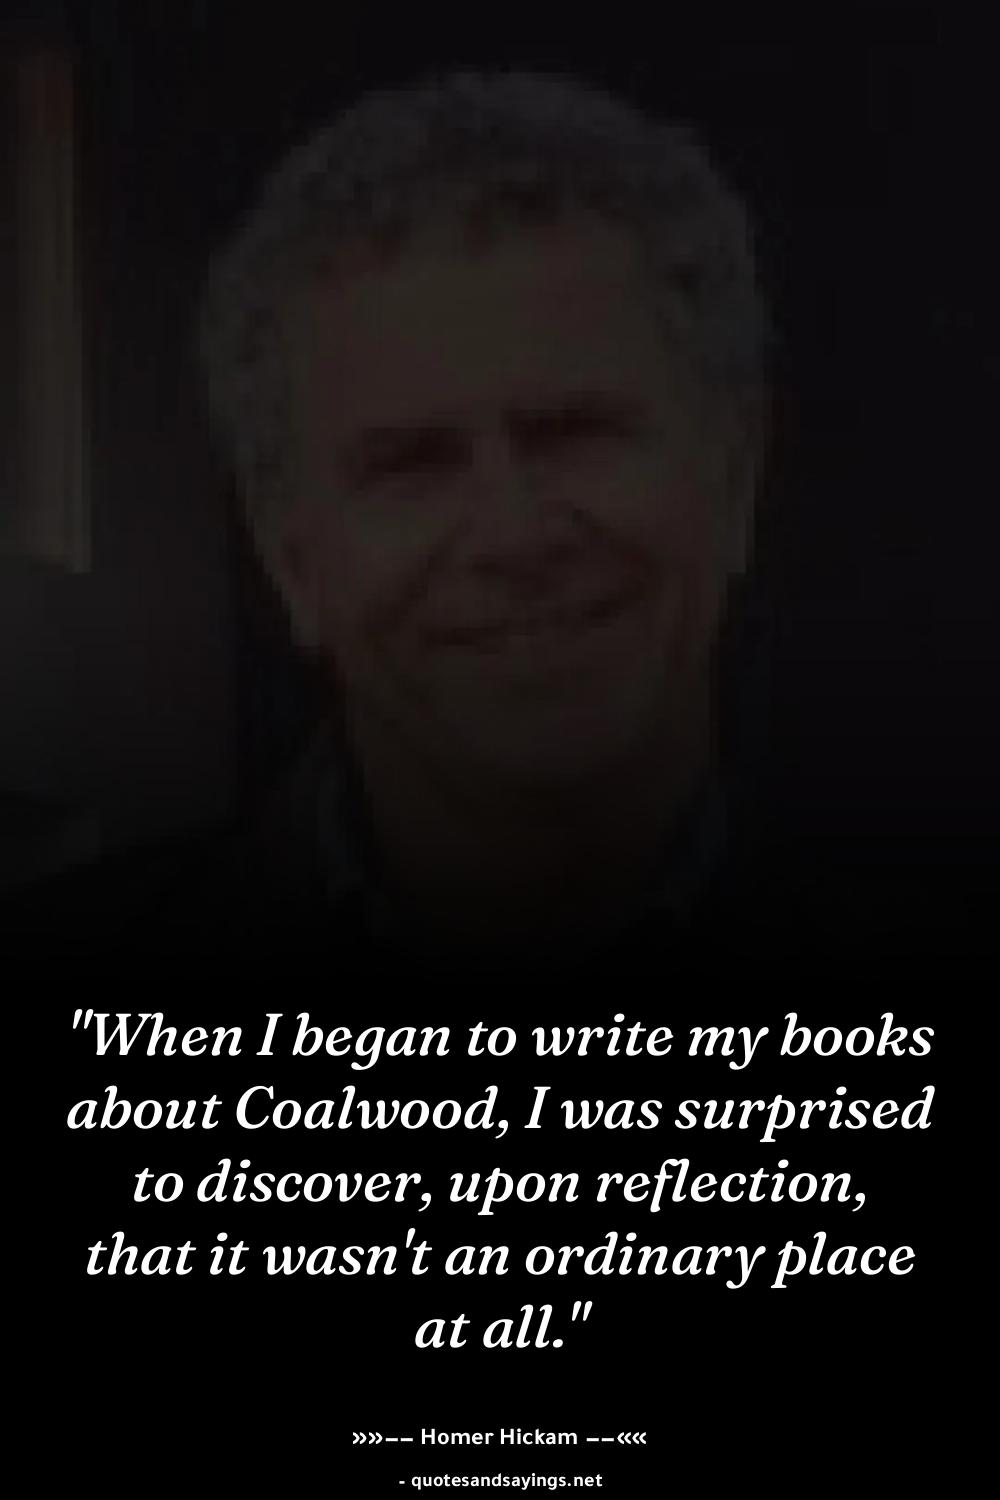 "When I began to write my books
about Coalwood, I was surprised
to discover, upon reflection,
that it wasn't an ordinary place
at all."
»»–– Homer Hickam ––««
- quotesandsayings.net